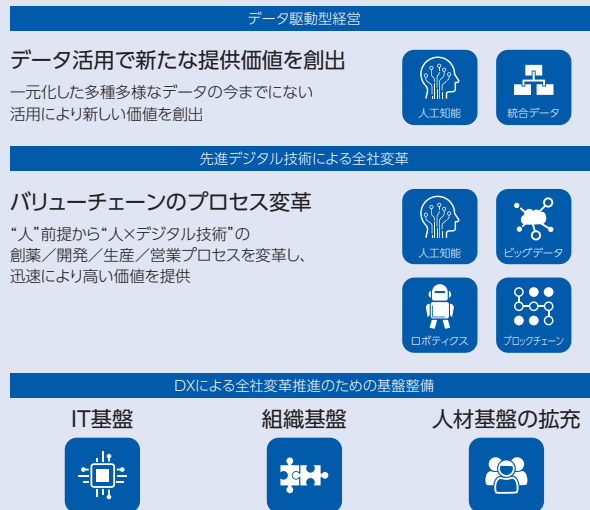 データ駆動型経営
データ活用で新たな提供価値を創出
一元化した多種多様なデータの今までにない
活用により新しい価値を創出
人工知能
統合データ
先進デジタル技術による全社変革
バリューチェーンのプロセス変革
“人”前提から“人×デジタル技術”の
創薬／開発／生産／営業プロセスを変革し、
迅速により高い価値を提供
人工知能
ビッグデータ
ロボティクス
ブロックチェーン
DXによる全社変革推進のための基盤整備
IT基盤
組織基盤
人材基盤の拡充